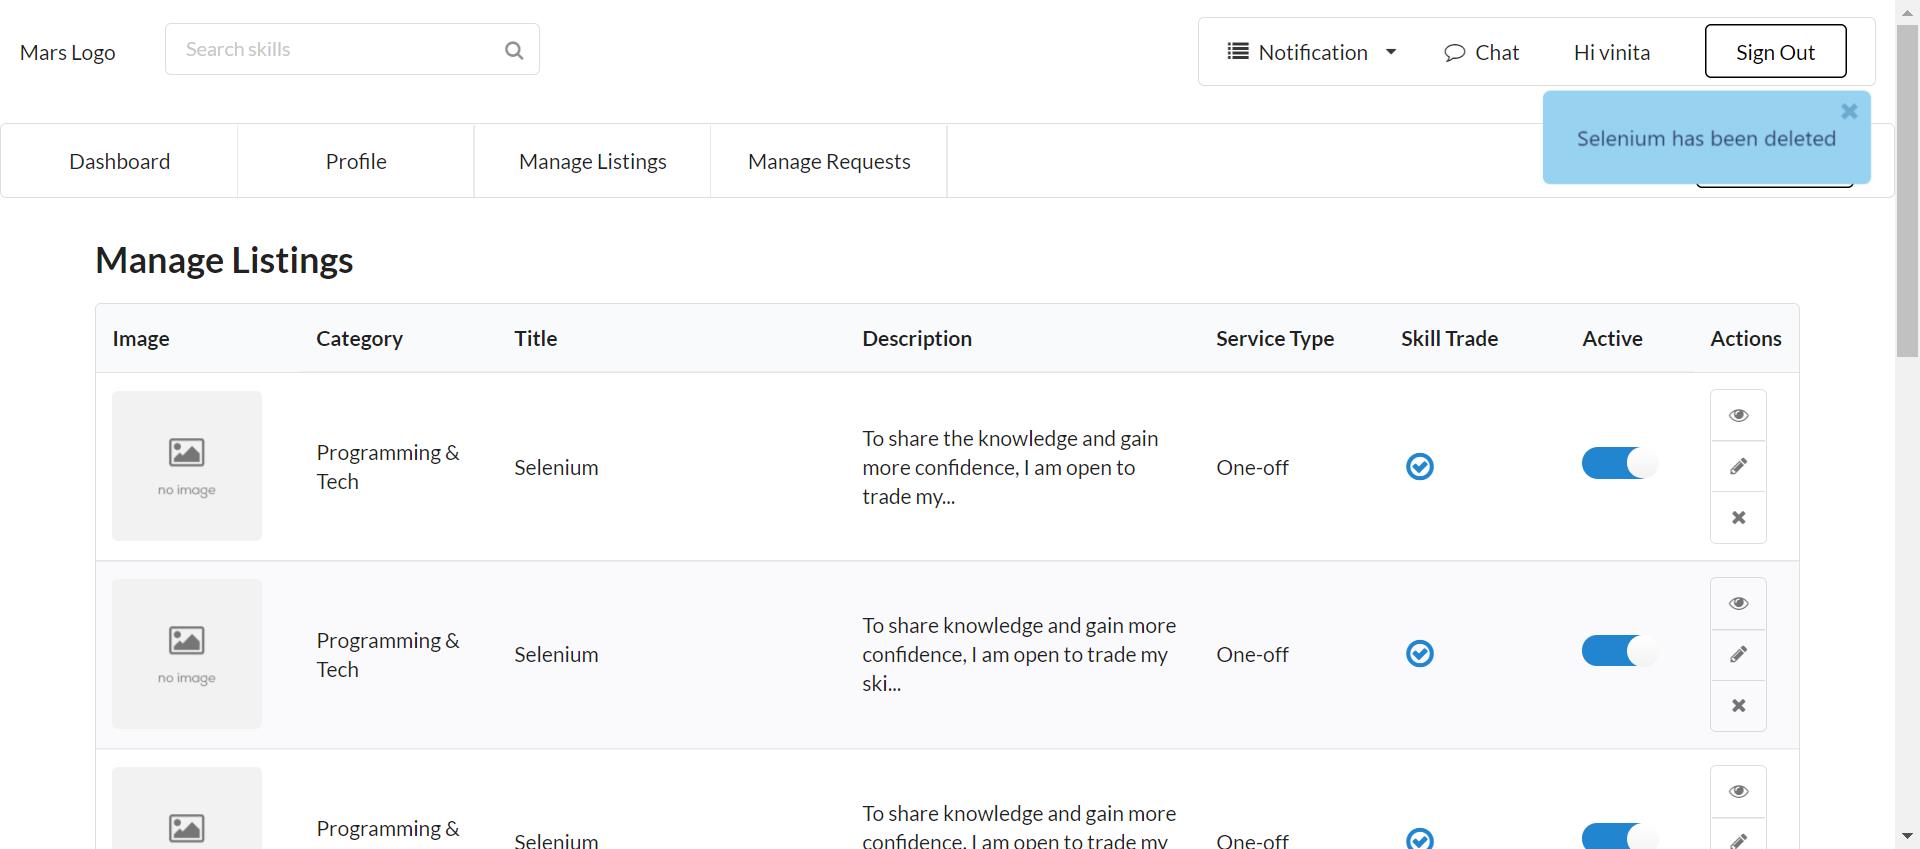 Mars Logo
Search skills
Notification
Chat
Hi vinita
Sign Out
Selenium has been deleted
Dashboard
Profile
Manage Listings
Manage Requests
Manage Listings
Image Category Title Description Service Type Skill Trade Active Actions
no image
Programming &
Tech
Selenium
To share the knowledge and gain
more confidence, I am open to
trade my...
One-off
no image
Programming &
Tech
Selenium
To share knowledge and gain more
confidence, I am open to trade my
ski...
One-off
Programming &
Selenium
To share knowledge and gain more
confidence, I am open to trade my
One-off